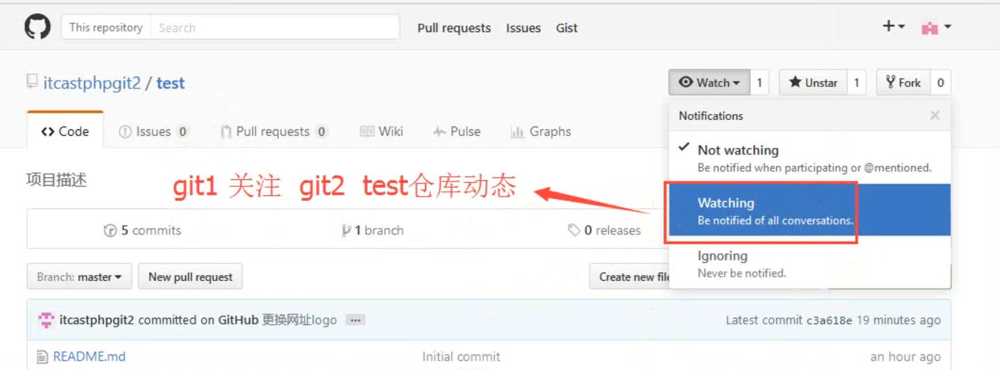 This repository Search Pull requests Issues Gist
itcastphpgit2 / test Watch 1 Unstar 1 Fork 0
Notifications
Code Issues 0 Pull requests 0 Wiki Pulse Graphs
Not watching
Be notified when participating or @mentioned.
项目描述
git1 关注 git2 test仓库动态
Watching
Be notified of all conversations.
5 commits 1 branch 0 releases
Ignoring
Never be notified.
Branch: master New pull request Create new file
itcastphpgit2 committed on GitHub 更换网址logo ... Latest commit c3a618e 19 minutes ago
README.md Initial commit an hour ago